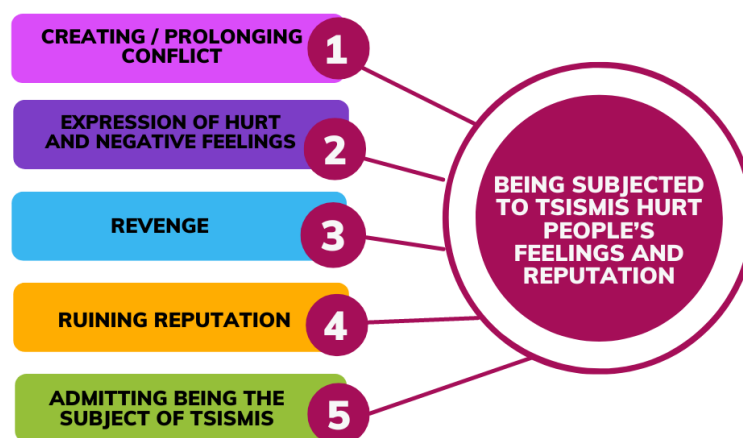 CREATING / PROLONGING
CONFLICT
1
EXPRESSION OF HURT
AND NEGATIVE FEELINGS
2
REVENGE
3
RUINING REPUTATION
4
ADMITTING BEING THE
SUBJECT OF TSISMIS
5
BEING SUBJECTED
TO TSISMIS HURT
PEOPLE’S
FEELINGS AND
REPUTATION